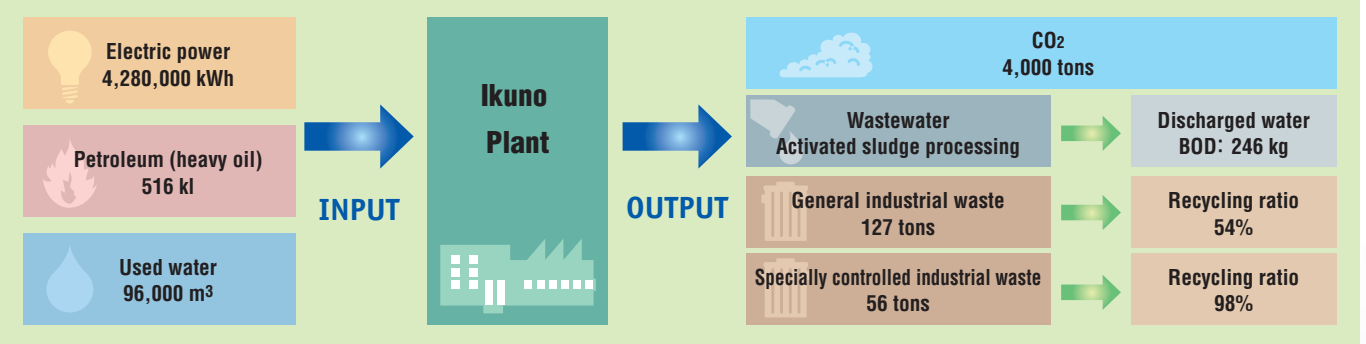 Electric power
4,280,000 kWh
Petroleum (heavy oil)
516 kl
Used water
96,000 m3
INPUT
Ikuno
Plant
OUTPUT
CO2
4,000 tons
Wastewater
Activated sludge processing
Discharged water
BOD: 246 kg
General industrial waste
127 tons
Recycling ratio
54%
Specially controlled industrial waste
56 tons
Recycling ratio
98%